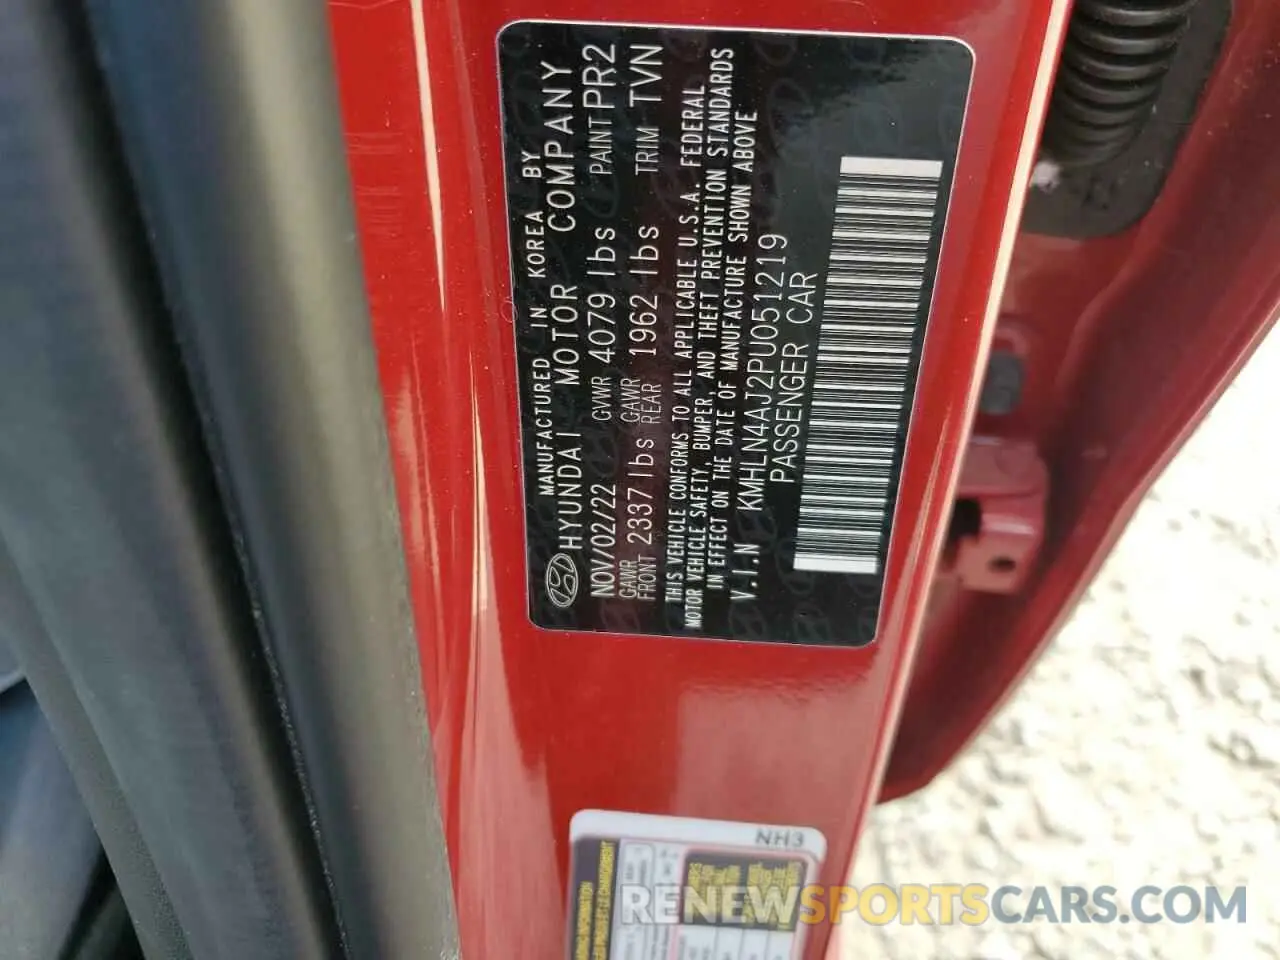 MANUFACTURED IN KOREA BY
HYUNDAI MOTOR COMPANY
NOV/02/22 GVWR 4079 lbs PAINT PR2
GAWR FRONT 2337 lbs GAWR REAR 1962 lbs TRIM TVN
THIS VEHICLE CONFORMS TO ALL APPLICABLE U.S.A. FEDERAL
MOTOR VEHICLE SAFETY, BUMPER, AND THEFT PREVENTION STANDARDS
IN EFFECT ON THE DATE OF MANUFACTURE SHOWN ABOVE
V.I.N KMHLN4AJ2PU051219
PASSENGER CAR
NH3
RENEWSPORTSCARS.COM